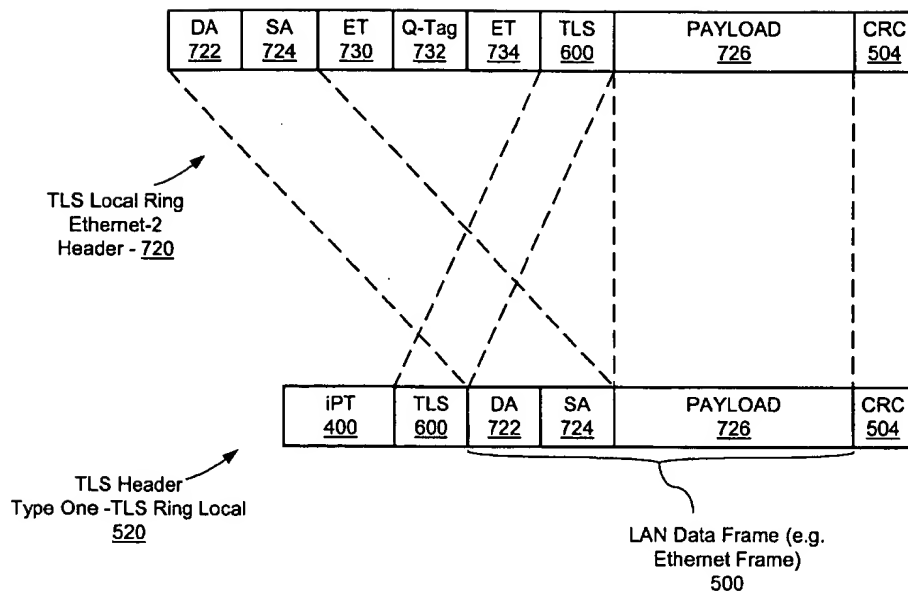 DA SA ET Q-Tag ET TLS PAYLOAD CRC
722 724 730 732 734 600 726 504
TLS Local Ring
Ethernet-2
Header - 720
iPT TLS DA SA PAYLOAD CRC
400 600 722 724 726 504
TLS Header
Type One -TLS Ring Local
520
LAN Data Frame (e.g.
Ethernet Frame)
500